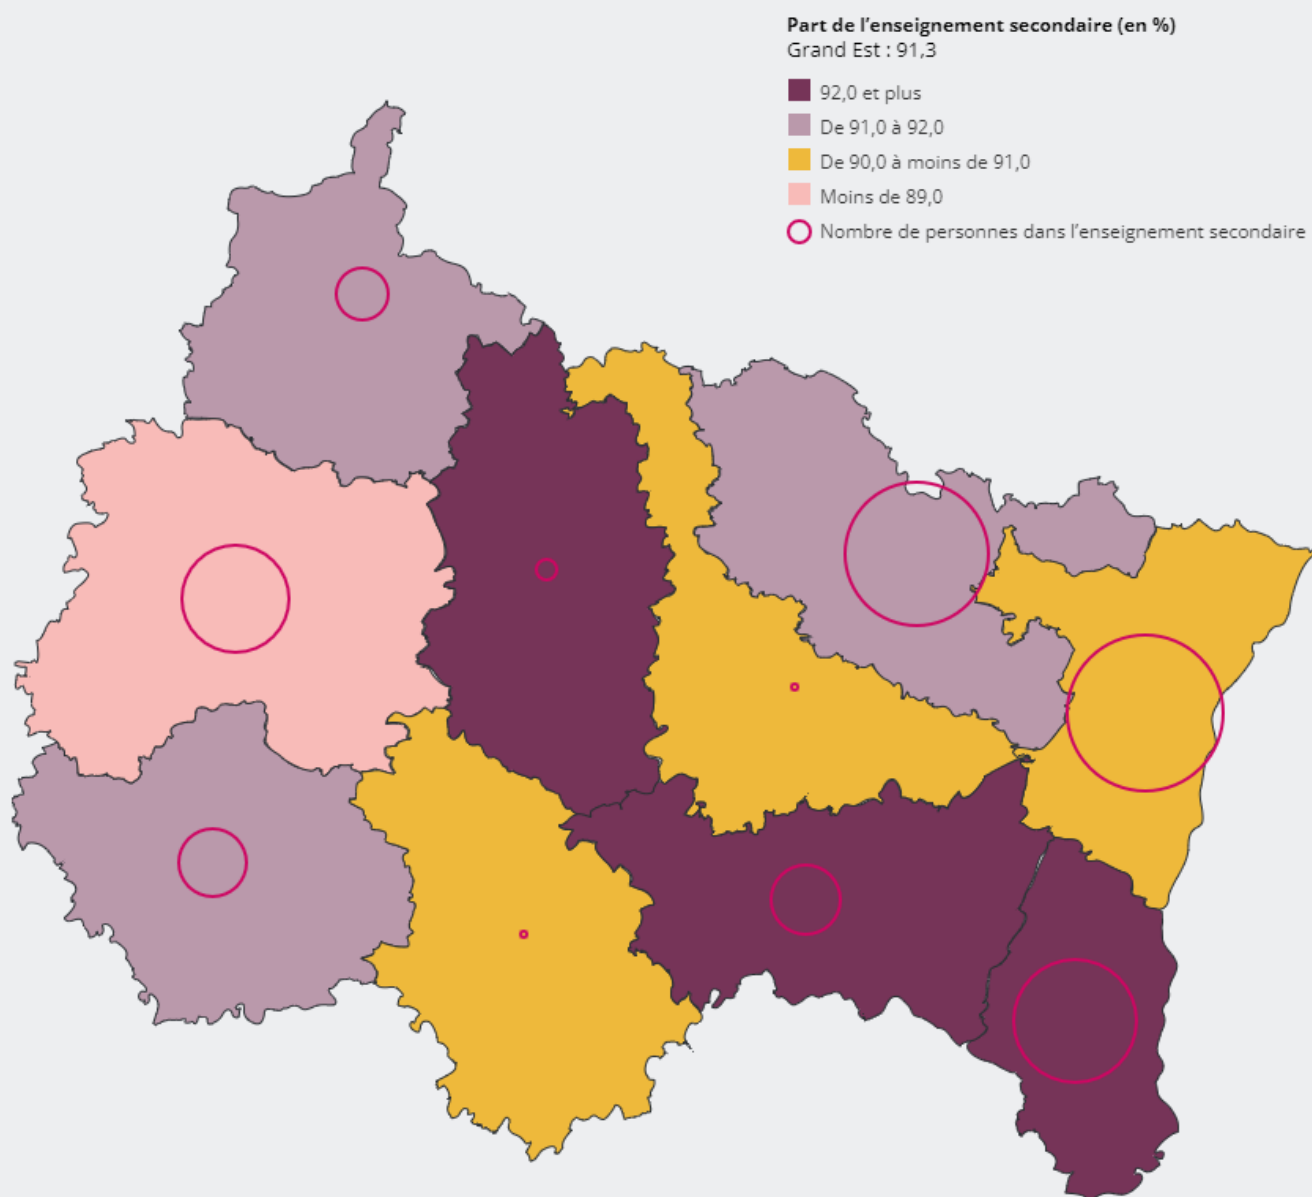 Part de l’enseignement secondaire (en %)
Grand Est : 91,3
92,0 et plus
De 91,0 à 92,0
De 90,0 à moins de 91,0
Moins de 89,0
Nombre de personnes dans l’enseignement secondaire